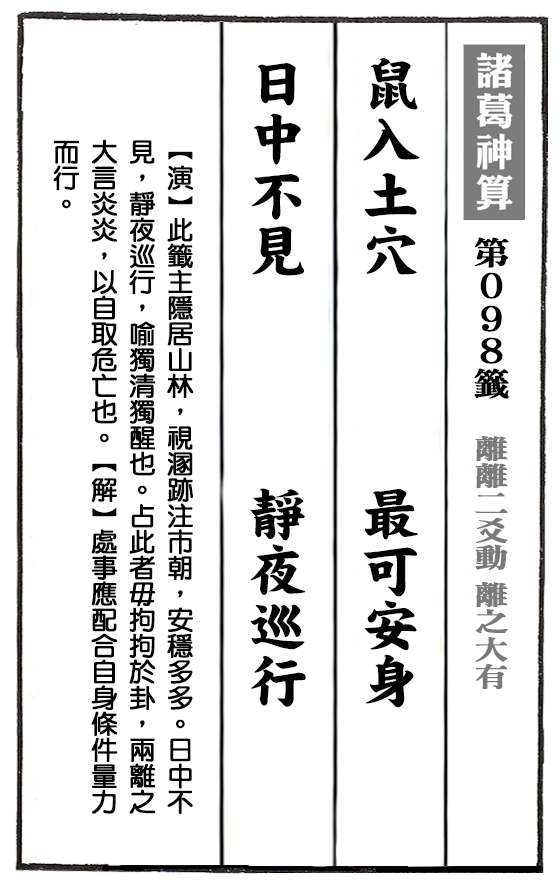 諸葛神算 第098籤 離離二爻動 離之大有
鼠入土穴 最可安身
日中不見 靜夜巡行
【演】此籤主隱居山林，視溷跡注市朝，安穩多多。日中不
見，靜夜巡行，喻獨清獨醒也。占此者毋拘拘於卦，兩離之
大言炎炎，以自取危亡也。【解】處事應配合自身條件量力
而行。